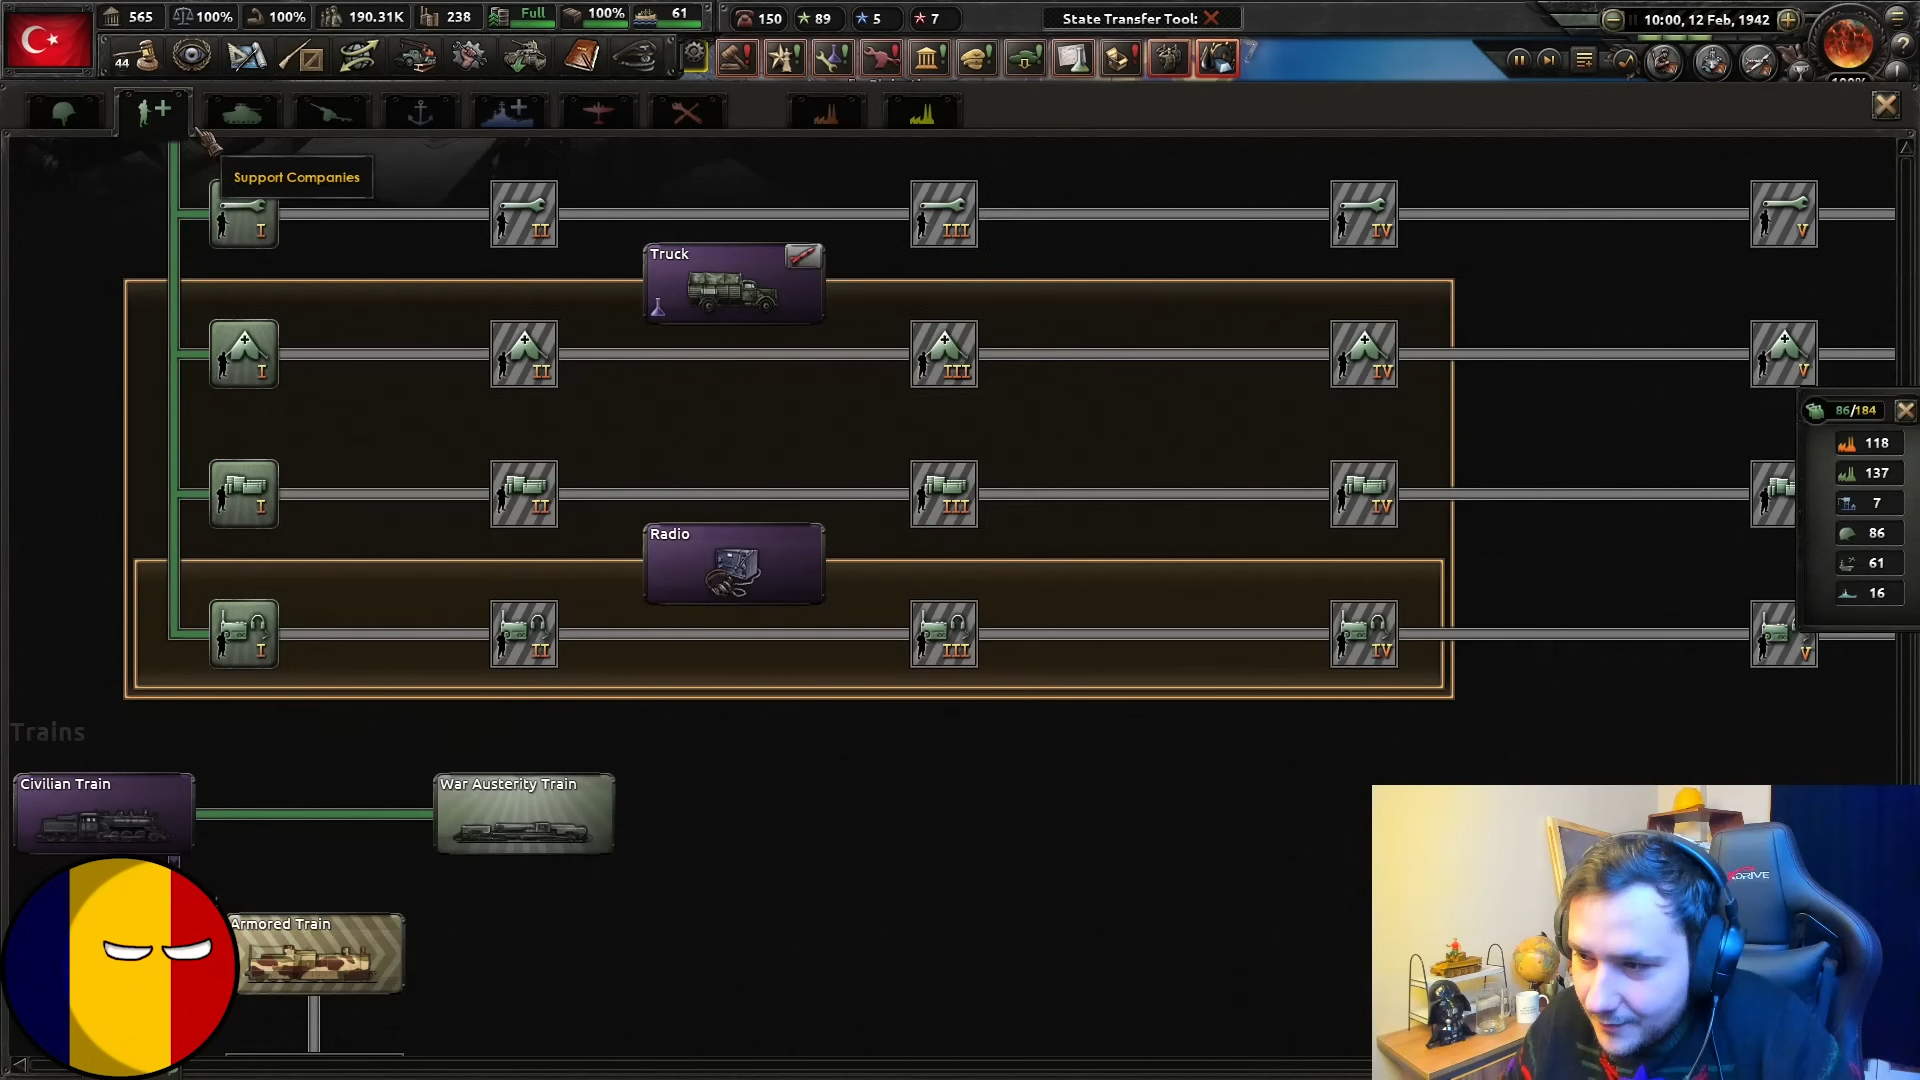 565 100% 100% 190.31K 238 Full 100% 61 150 89 5 7 State Transfer Tool: 10:00, 12 Feb, 1942
44 100%
Support Companies
I II III IV V
Truck
I II III IV V
86/184
118
137
I II III IV
7
Radio
86
61
16
I II III IV V
Trains
Civilian Train War Austerity Train
ADRIVE
Armored Train